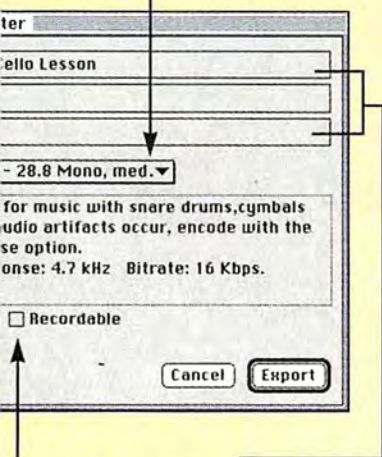 ter
ello Lesson
- 28.8 Mono, med.
for music with snare drums,cymbals
udio artifacts occur, encode with the
se option.
onse: 4.7 kHz Bitrate: 16 Kbps.
Recordable
Cancel Export